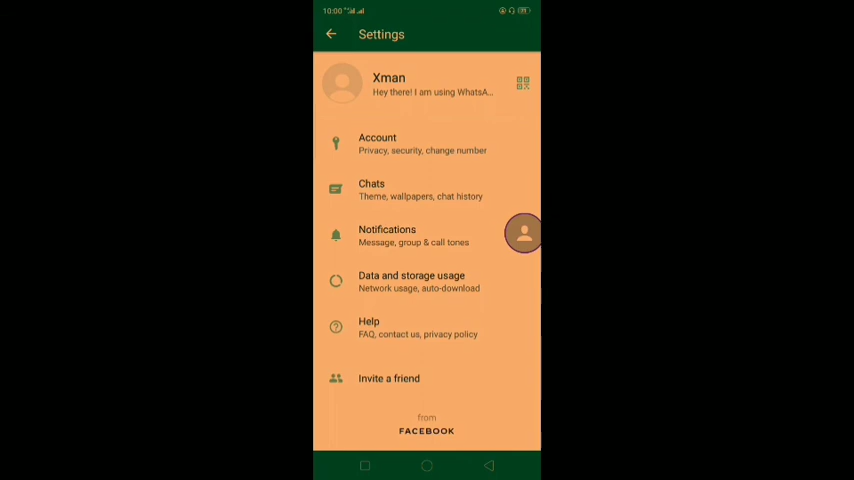 10:00
Settings
Xman
Hey there! I am using WhatsA...
Account
Privacy, security, change number
Chats
Theme, wallpapers, chat history
Notifications
Message, group & call tones
Data and storage usage
Network usage, auto-download
Help
FAQ, contact us, privacy policy
Invite a friend
from
FACEBOOK